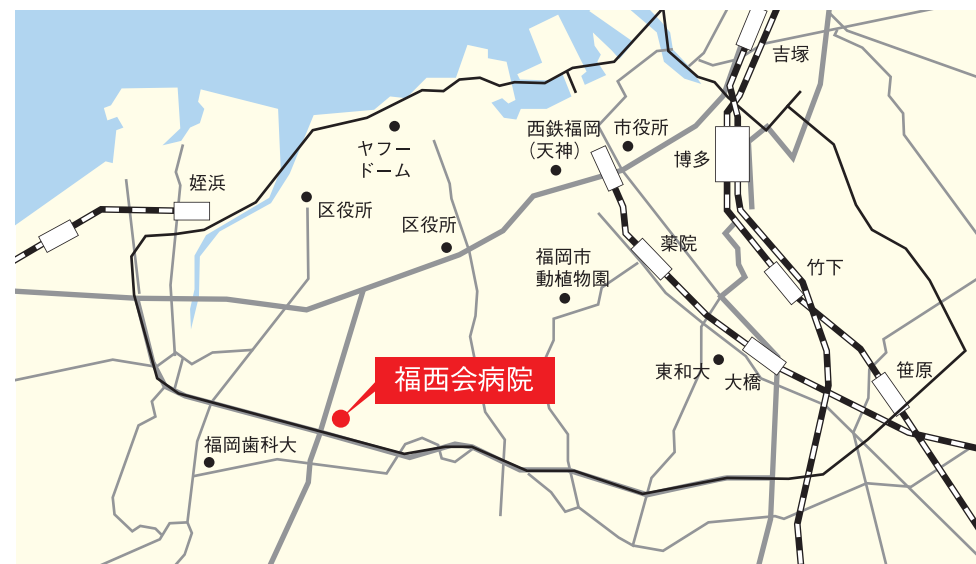 吉塚
西鉄福岡
（天神）
市役所
博多
ヤフー
ドーム
姪浜
区役所
区役所
薬院
福岡市
動植物園
竹下
東和大
大橋
笹原
福西会病院
福岡歯科大